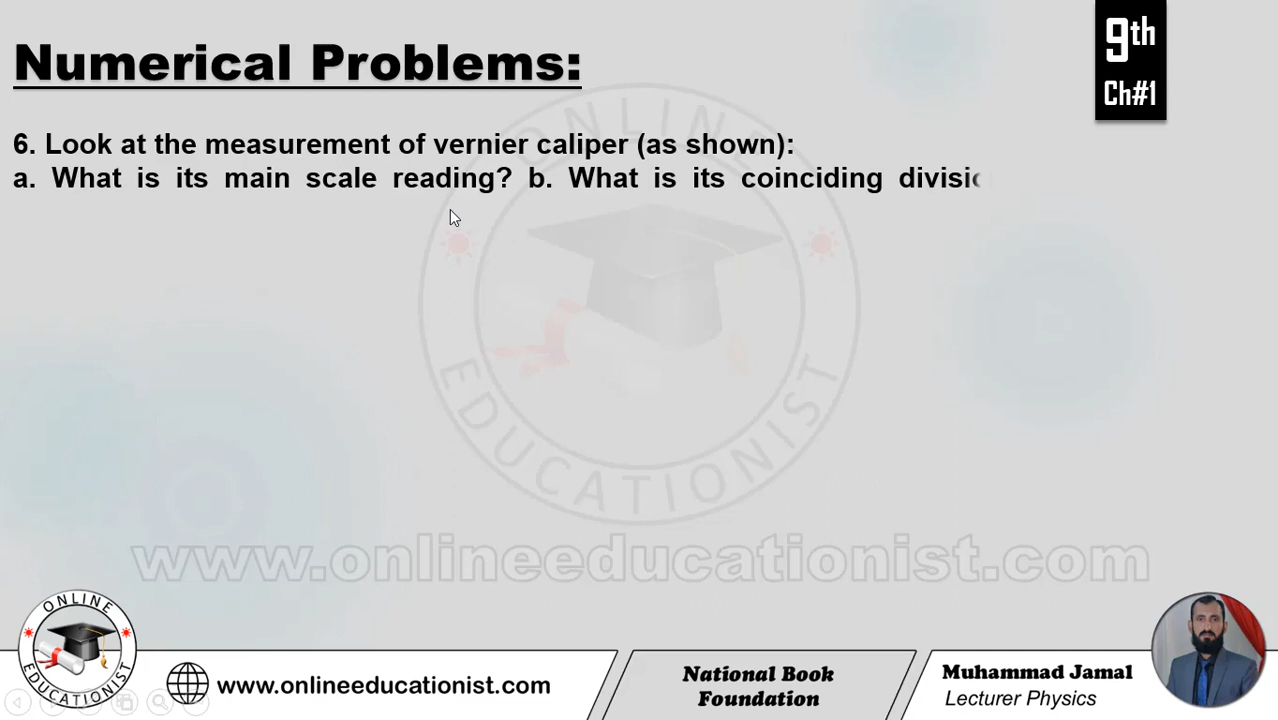 Numerical Problems:
9th
Ch#1
6. Look at the measurement of vernier caliper (as shown):
a. What is its main scale reading? b. What is its coinciding
ONLINE
EDUCATIONIST
www.onlineeducationist.com
ONLINE
EDUCATIONIST
www.onlineeducationist.com
National Book
Foundation
Muhammad Jamal
Lecturer Physics